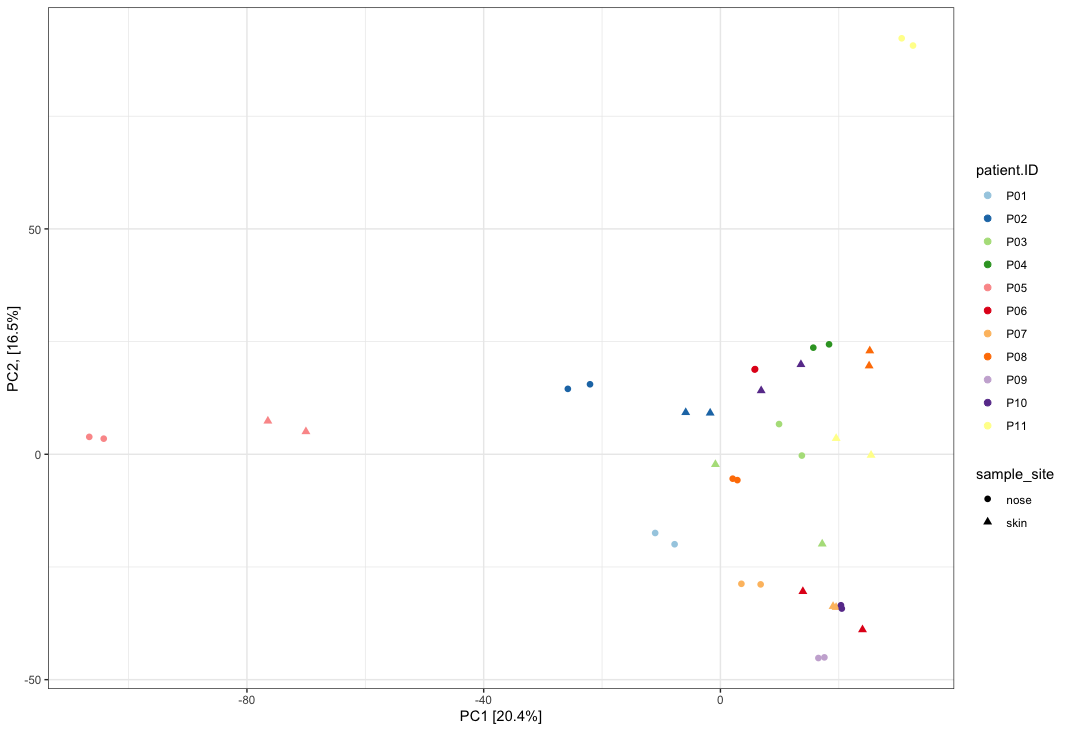 50
0
-50
PC2, [16.5%]
-80
-40
0
PC1 [20.4%]
patient.ID
P01
P02
P03
P04
P05
P06
P07
P08
P09
P10
P11
sample_site
nose
skin